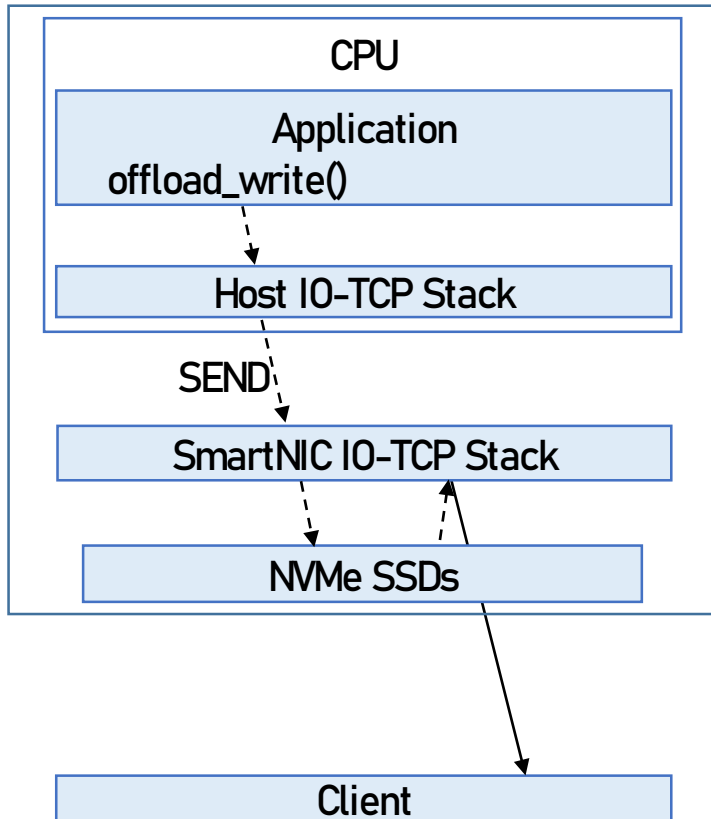 CPU
Application
offload_write()
Host IO-TCP Stack
SEND
SmartNIC IO-TCP Stack
NVMe SSDs
Client